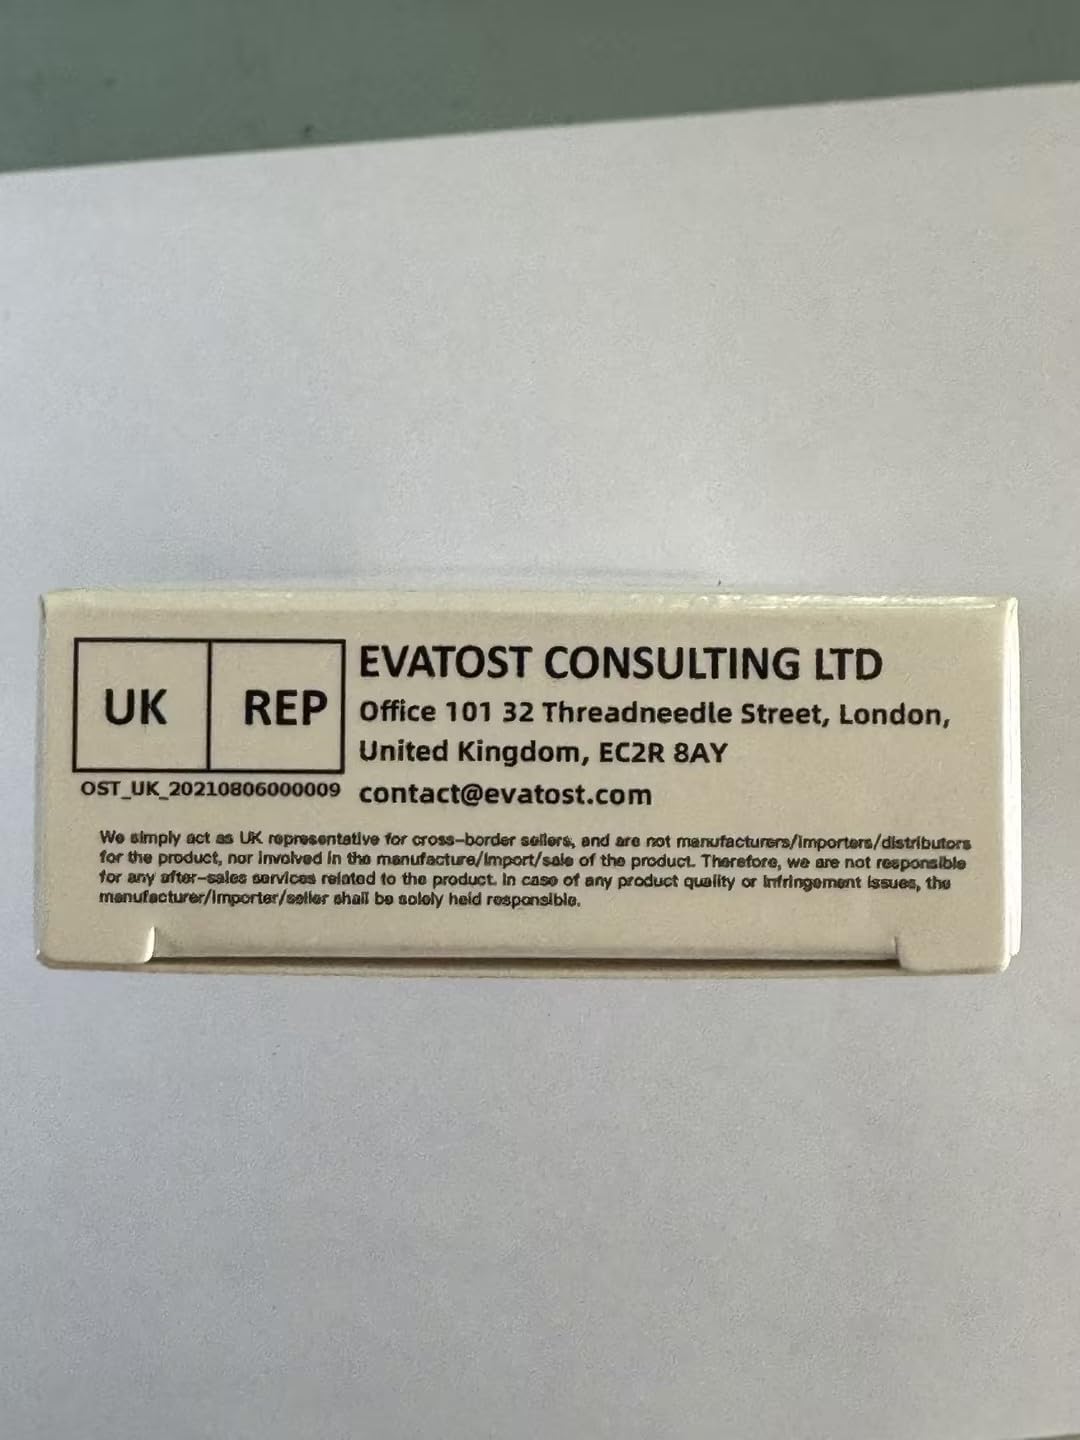 UK REP
OST_UK_20210806000009
EVATOST CONSULTING LTD
Office 101 32 Threadneedle Street, London,
United Kingdom, EC2R 8AY
contact@evatost.com
We simply act as UK representative for cross-border sellers, and are not manufacturers/importers/distributors
for the product, nor involved in the manufacture/import/sale of the product. Therefore, we are not responsible
for any after-sales services related to the product. In case of any product quality or infringement issues, the
manufacturer/importer/seller shall be solely held responsible.